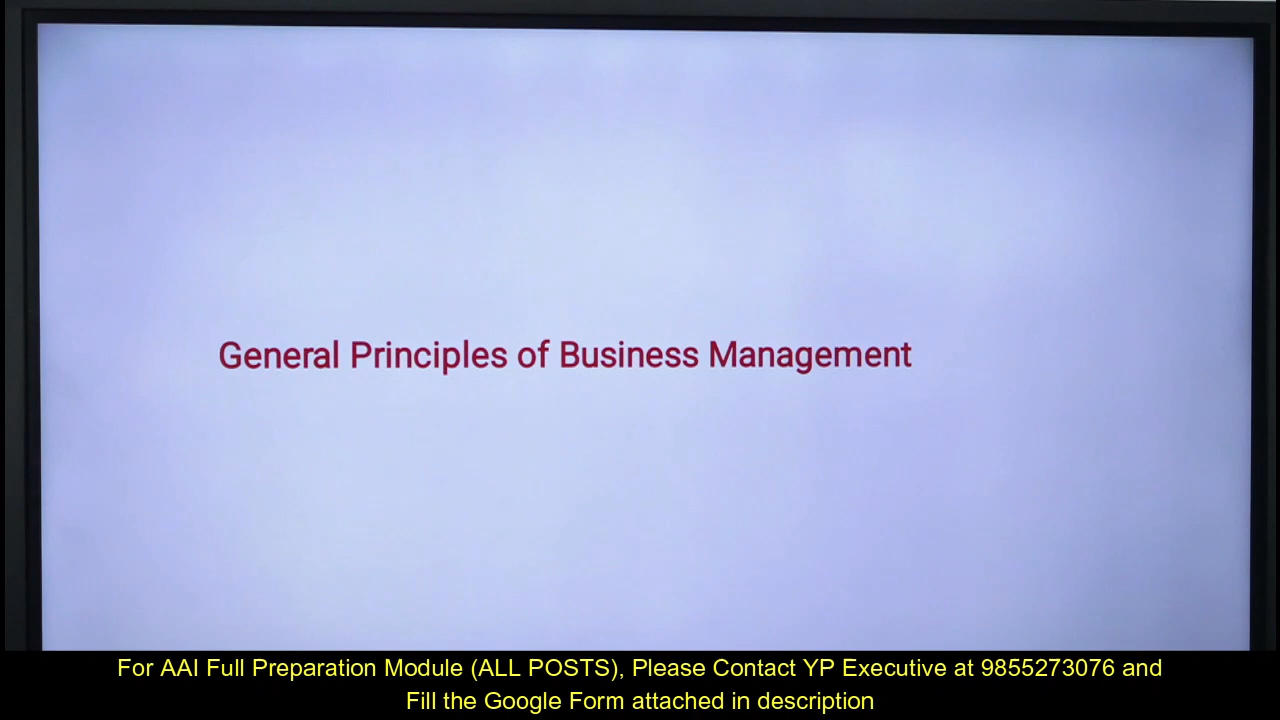 General Principles of Business Management
For AAI Full Preparation Module (ALL POSTS), Please Contact YP Executive at 9855273076 and
Fill the Google Form attached in description